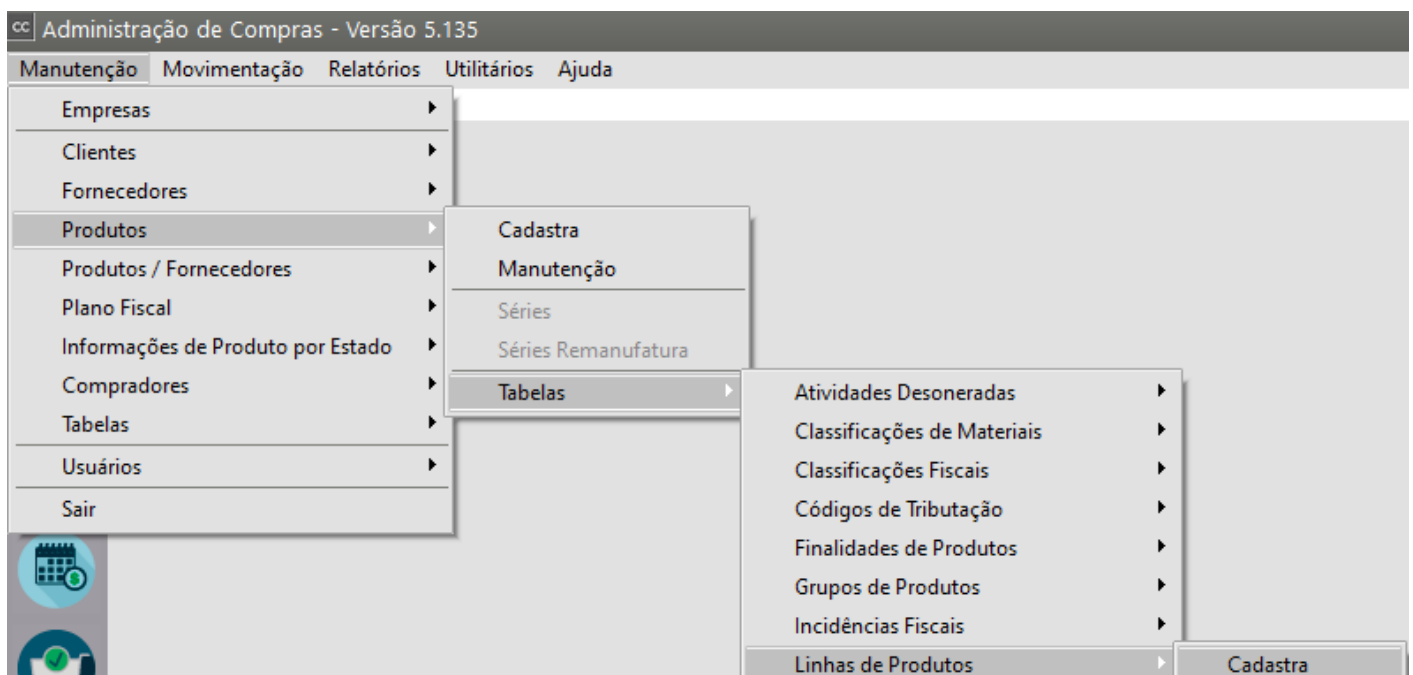 cc Administração de Compras - Versão 5.135
Manutenção Movimentação Relatórios Utilitários Ajuda
Empresas
Clientes
Fornecedores
Produtos
Produtos / Fornecedores
Plano Fiscal
Informações de Produto por Estado
Compradores
Tabelas
Usuários
Sair
Cadastra
Manutenção
Séries
Séries Remanufatura
Tabelas
Atividades Desoneradas
Classificações de Materiais
Classificações Fiscais
Códigos de Tributação
Finalidades de Produtos
Grupos de Produtos
Incidências Fiscais
Linhas de Produtos
Cadastra